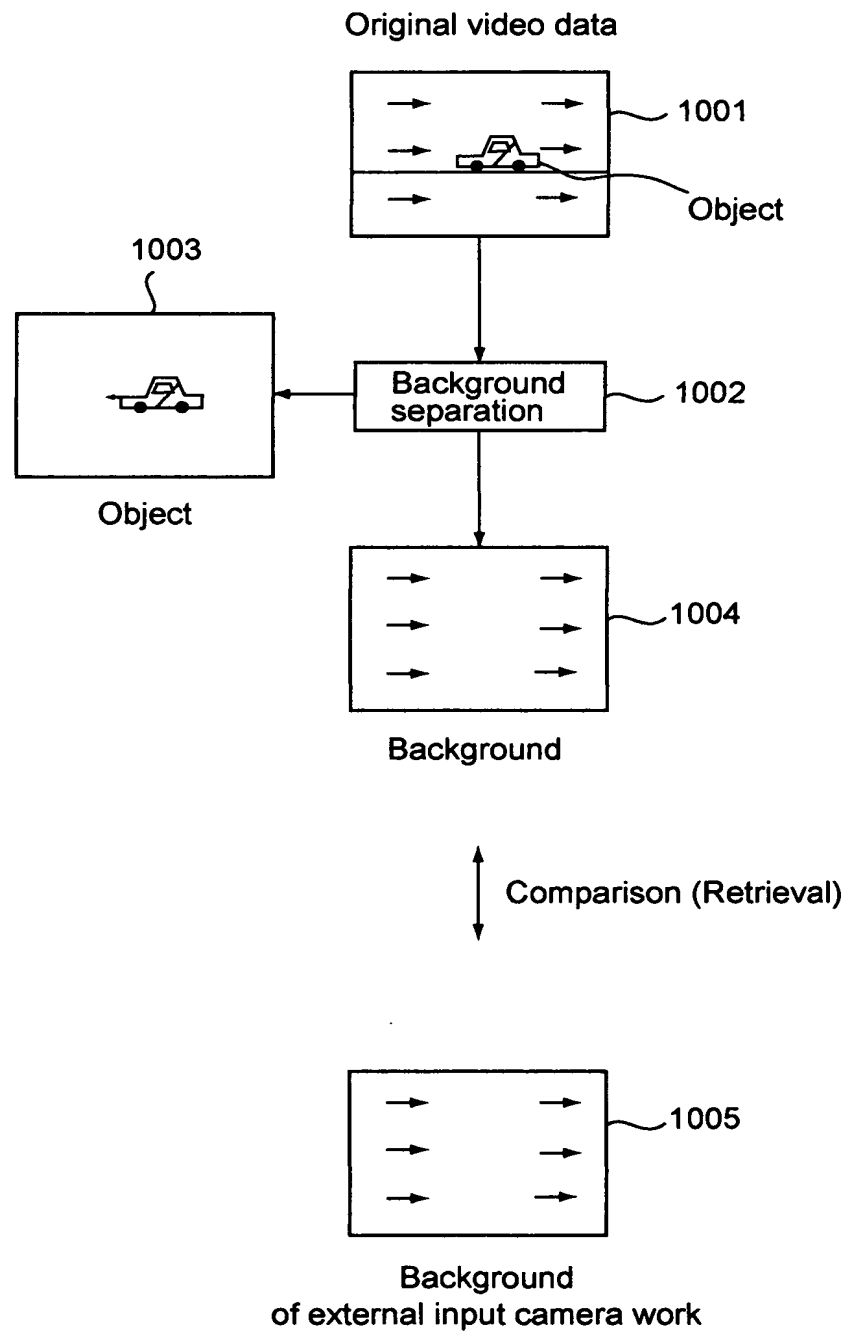 Original video data
1001
Object
1003
Background
separation
1002
Object
1004
Background
Comparison (Retrieval)
1005
Background
of external input camera work